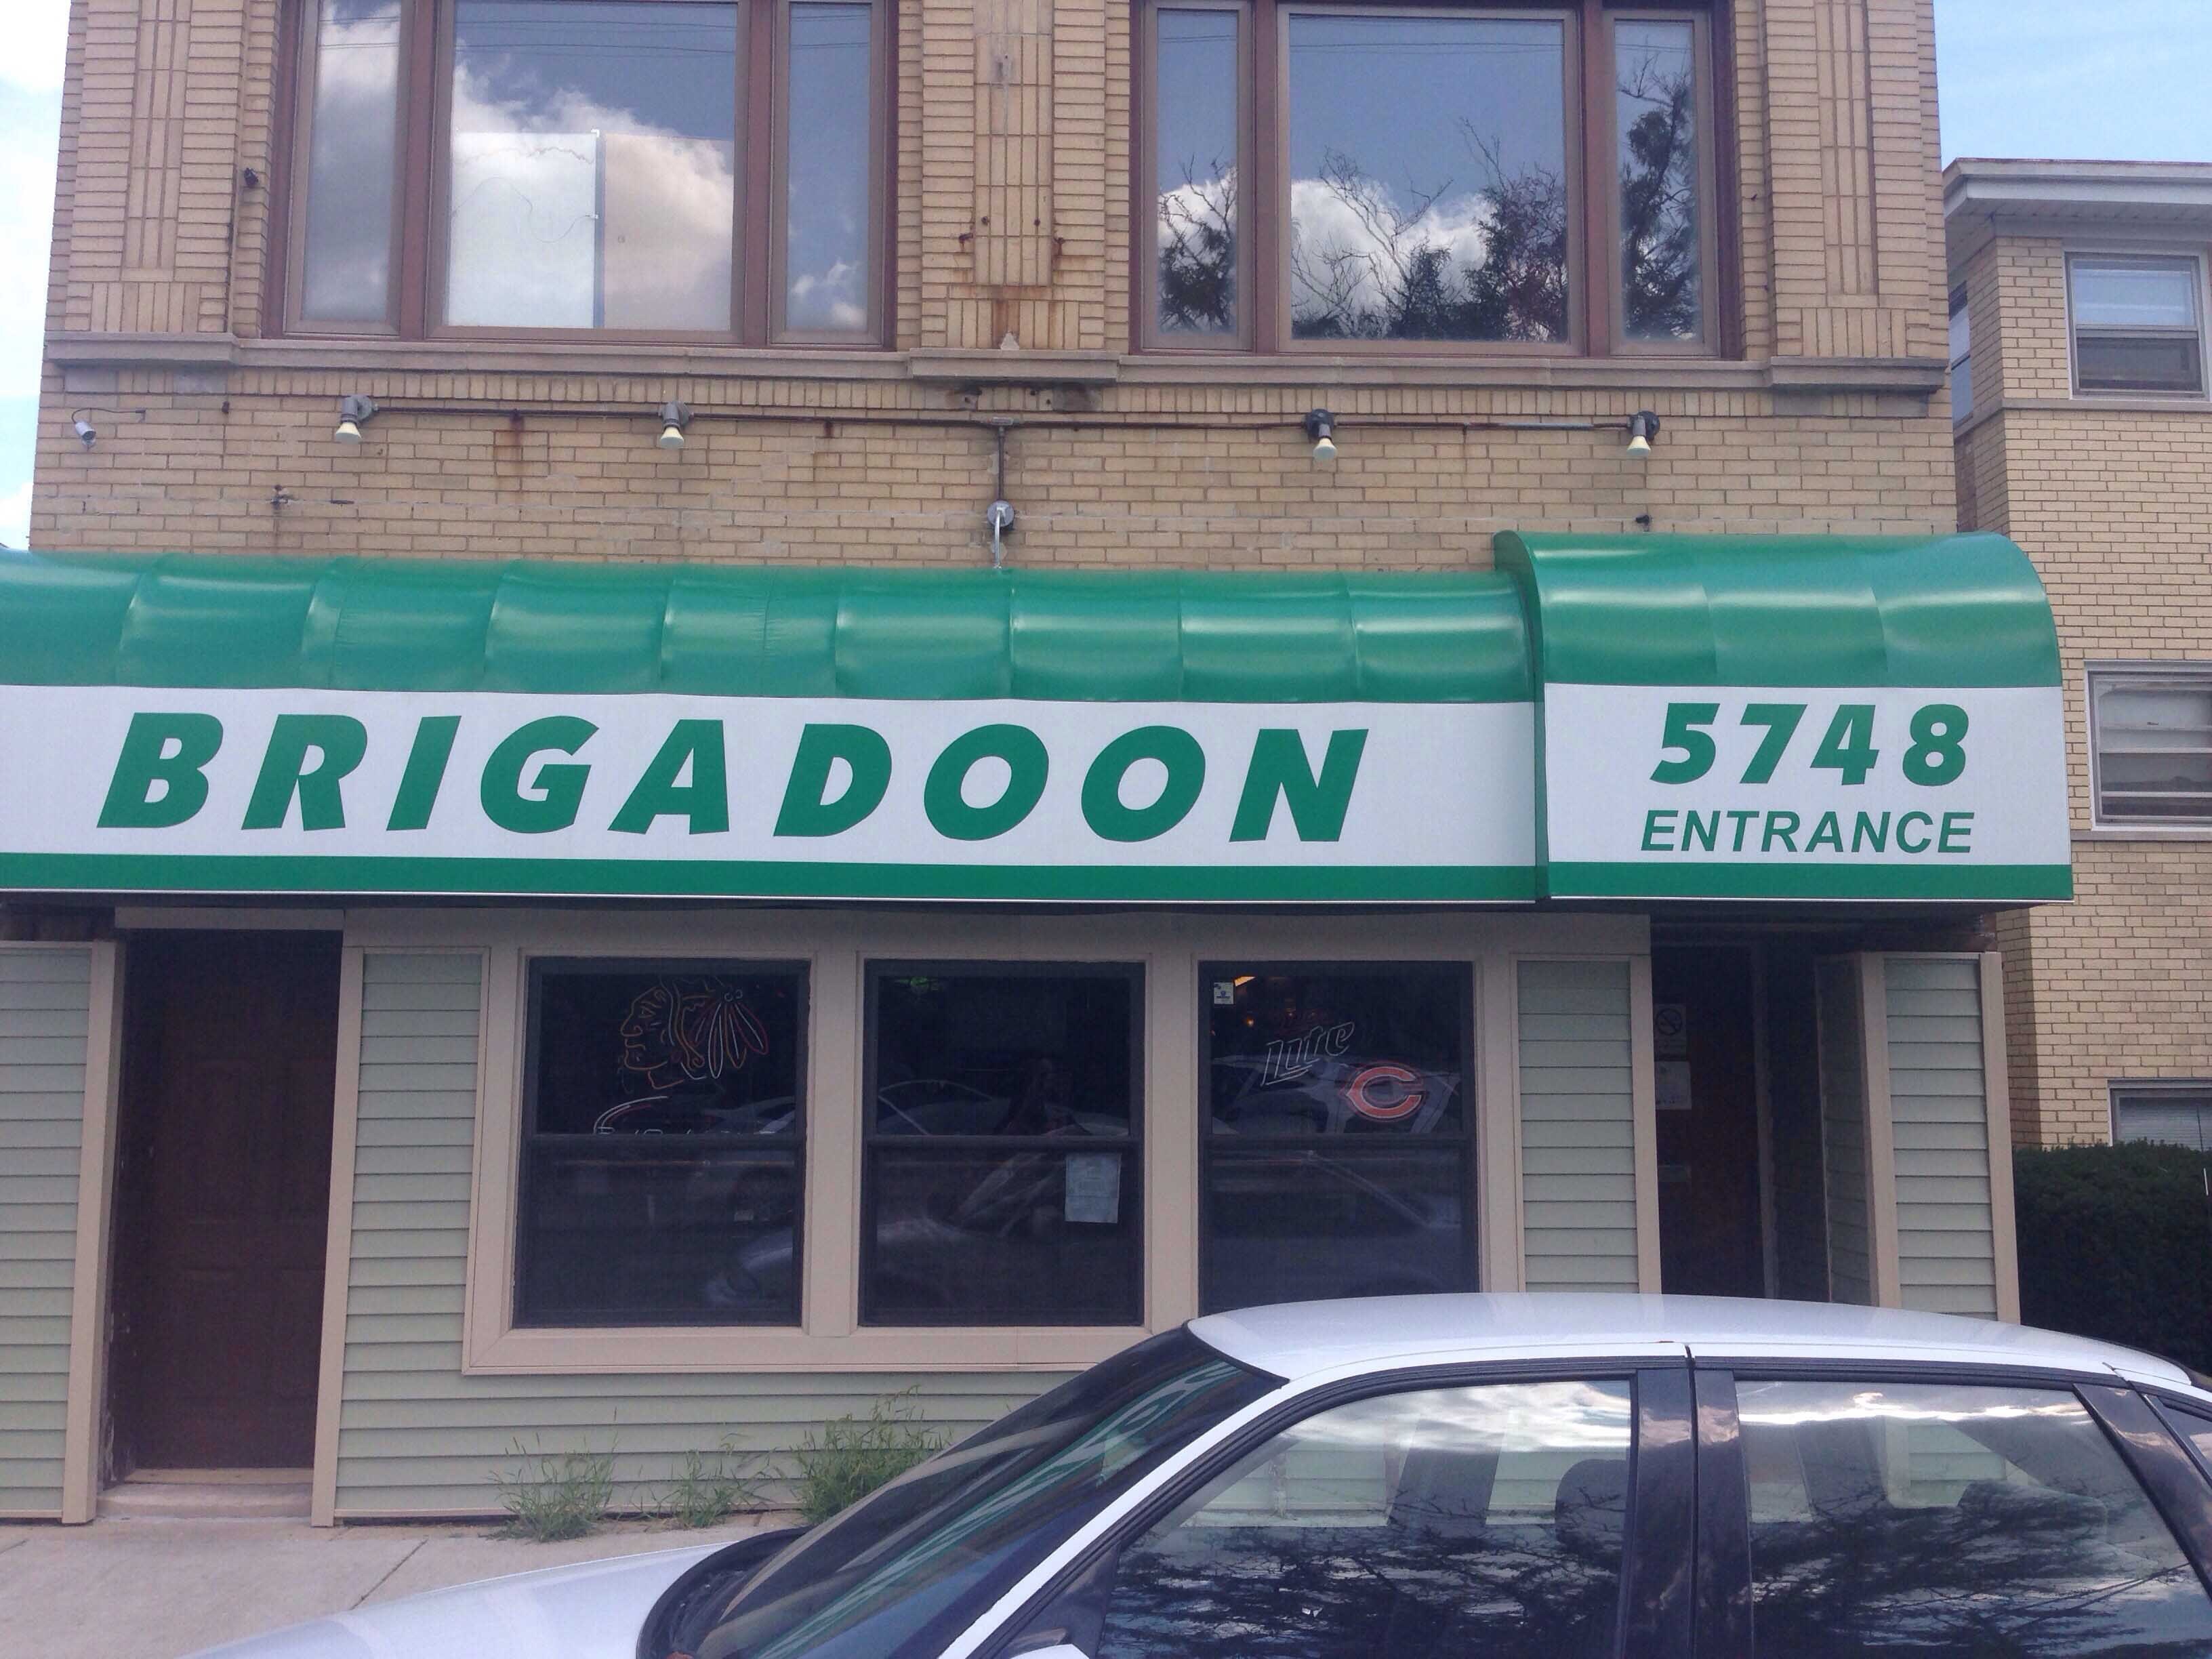 BRIGADOON
5748
ENTRANCE
Lite
C